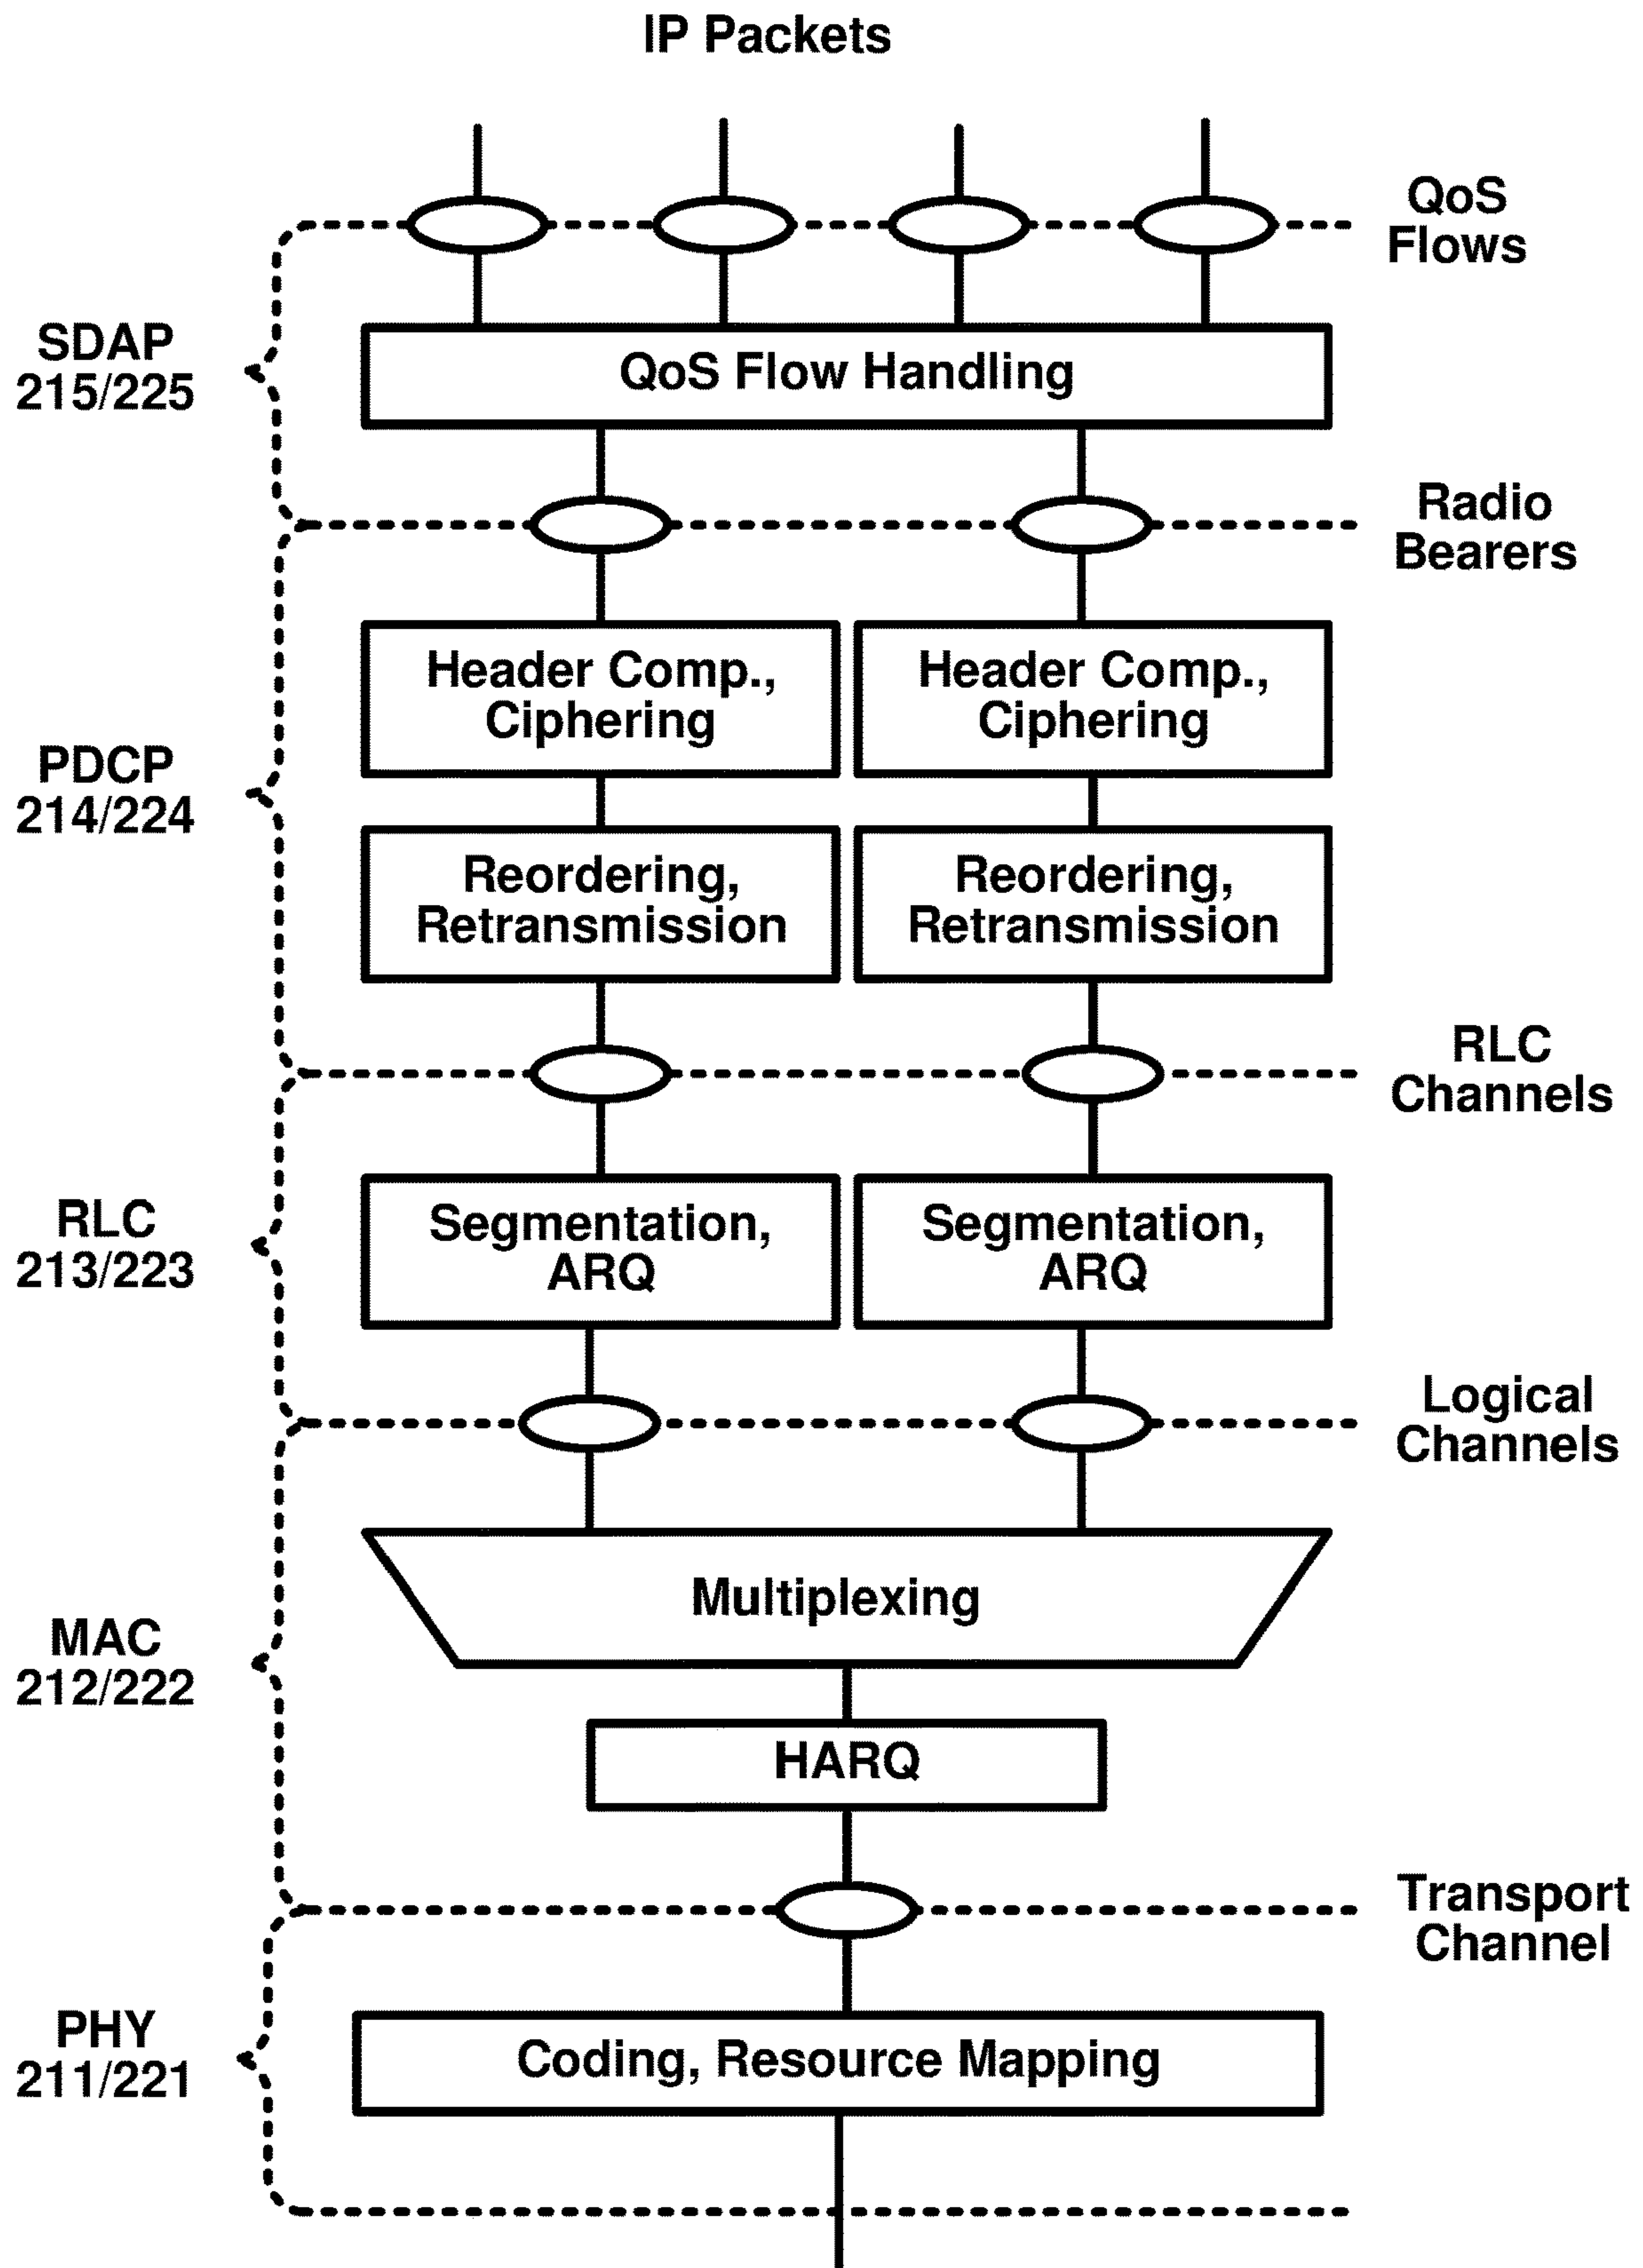 IP Packets
QoS
Flows
SDAP
215/225
QoS Flow Handling
Radio
Bearers
Header Comp.,
Ciphering
Header Comp.,
Ciphering
PDCP
214/224
Reordering,
Retransmission
Reordering,
Retransmission
RLC
Channels
RLC
213/223
Segmentation,
ARQ
Segmentation,
ARQ
Logical
Channels
Multiplexing
MAC
212/222
HARQ
Transport
Channel
PHY
211/221
Coding, Resource Mapping